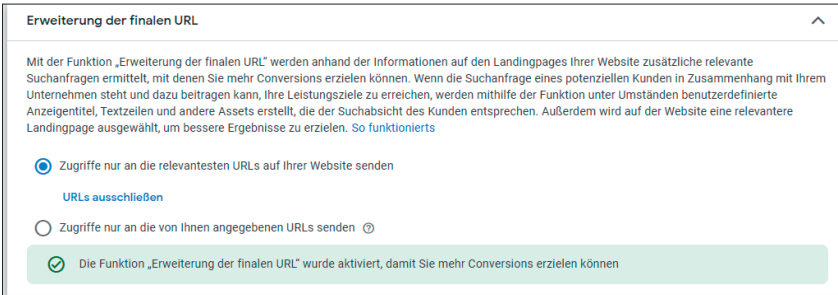 Erweiterung der finalen URL
Mit der Funktion „Erweiterung der finalen URL" werden anhand der Informationen auf den Landingpages Ihrer Website zusätzliche relevante
Suchanfragen ermittelt, mit denen Sie mehr Conversions erzielen können. Wenn die Suchanfrage eines potenziellen Kunden in Zusammenhang mit Ihrem
Unternehmen steht und dazu beitragen kann, Ihre Leistungsziele zu erreichen, werden mithilfe der Funktion unter Umständen benutzerdefinierte
Anzeigentitel, Textzeilen und andere Assets erstellt, die der Suchabsicht des Kunden entsprechen. Außerdem wird auf der Website eine relevantere
Landingpage ausgewählt, um bessere Ergebnisse zu erzielen. So funktionierts
Zugriffe nur an die relevantesten URLs auf Ihrer Website senden
URLs ausschließen
Zugriffe nur an die von Ihnen angegebenen URLs senden
Die Funktion „Erweiterung der finalen URL" wurde aktiviert, damit Sie mehr Conversions erzielen können